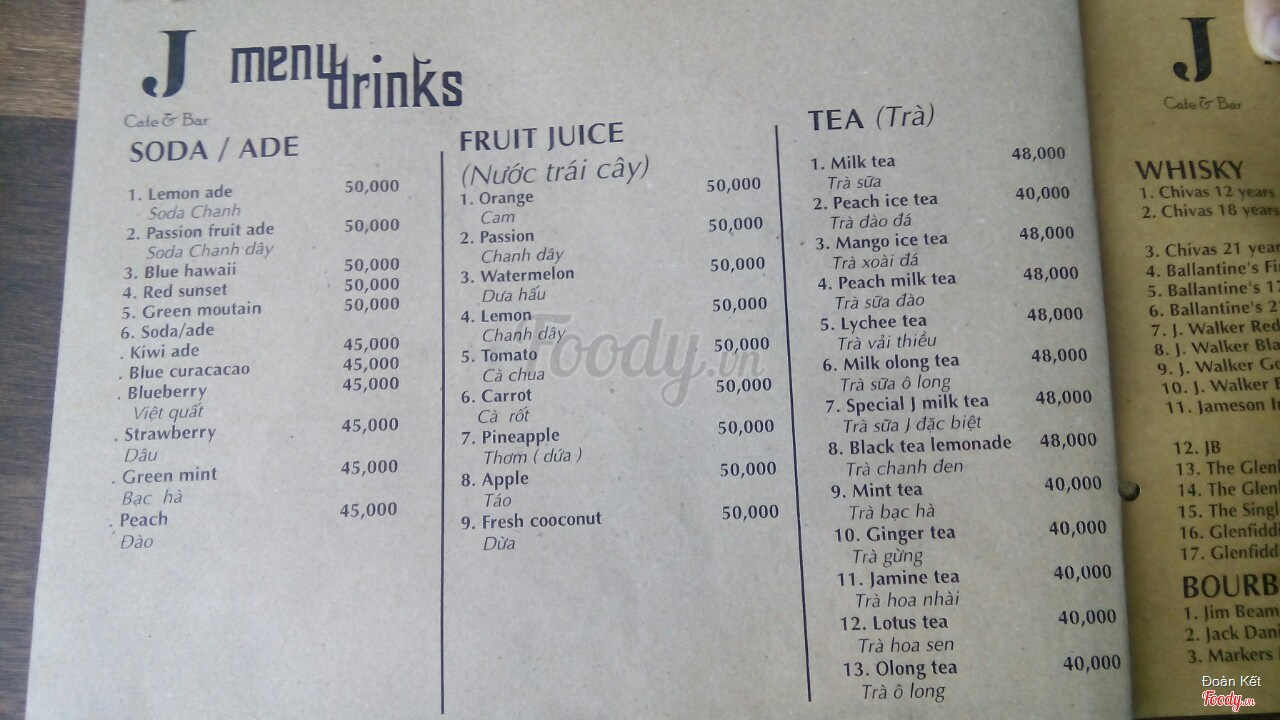 J
Cafe & Bar
menu drinks
SODA / ADE
1. Lemon ade 50,000
Soda Chanh
2. Passion fruit ade 50,000
Soda Chanh dây
3. Blue hawaii 50,000
4. Red sunset 50,000
5. Green moutain 50,000
6. Soda/ade
. Kiwi ade 45,000
. Blue curacacao 45,000
. Blueberry 45,000
Việt quất
. Strawberry 45,000
Dâu
. Green mint 45,000
Bạc hà
. Peach 45,000
Đào
FRUIT JUICE
(Nước trái cây)
1. Orange 50,000
Cam
2. Passion 50,000
Chanh dây
3. Watermelon 50,000
Dưa hấu
4. Lemon 50,000
Chanh dây
5. Tomato 50,000
Cà chua
6. Carrot 50,000
Cà rốt
7. Pineapple 50,000
Thơm ( dứa )
8. Apple 50,000
Táo
9. Fresh cooconut 50,000
Dừa
TEA (Trà)
1. Milk tea 48,000
Trà sữa
2. Peach ice tea 40,000
Trà đào đá
3. Mango ice tea 48,000
Trà xoài đá
4. Peach milk tea 48,000
Trà sữa đào
5. Lychee tea 48,000
Trà vải thiều
6. Milk olong tea 48,000
Trà sữa ô long
7. Special J milk tea 48,000
Trà sữa J đặc biệt
8. Black tea lemonade 48,000
Trà chanh đen
9. Mint tea 40,000
Trà bạc hà
10. Ginger tea 40,000
Trà gừng
11. Jamine tea 40,000
Trà hoa nhài
12. Lotus tea 40,000
Trà hoa sen
13. Olong tea 40,000
Trà ô long
J
Cafe & Bar
WHISKY
1. Chivas 12 years
2. Chivas 18 years
3. Chivas 21 year
4. Ballantine's
5. Ballantine's
6. Ballantine's
7. J. Walker Red
8. J. Walker
9. J. Walker
10. J. Walker
11. Jameson
12. JB
13. The
14. The
15. The
16.
17.
1. Jim Beam
2. Jack
3. Markers
Foody.vn
Đoàn Kết
Foody.vn